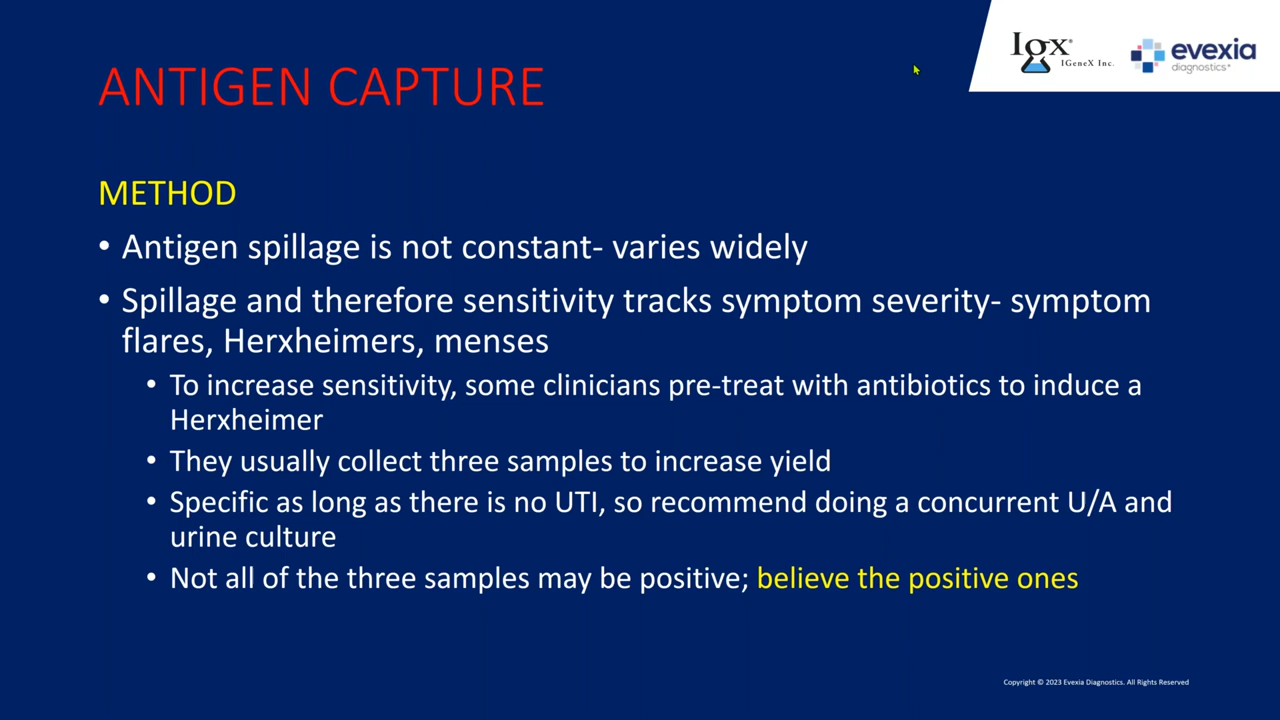 Igx®
IGeneX Inc.
evexia
diagnostics®
ANTIGEN CAPTURE
METHOD
• Antigen spillage is not constant- varies widely
• Spillage and therefore sensitivity tracks symptom severity- symptom
flares, Herxheimers, menses
• To increase sensitivity, some clinicians pre-treat with antibiotics to induce a
Herxheimer
• They usually collect three samples to increase yield
• Specific as long as there is no UTI, so recommend doing a concurrent U/A and
urine culture
• Not all of the three samples may be positive; believe the positive ones
Copyright © 2023 Evexia Diagnostics. All Rights Reserved